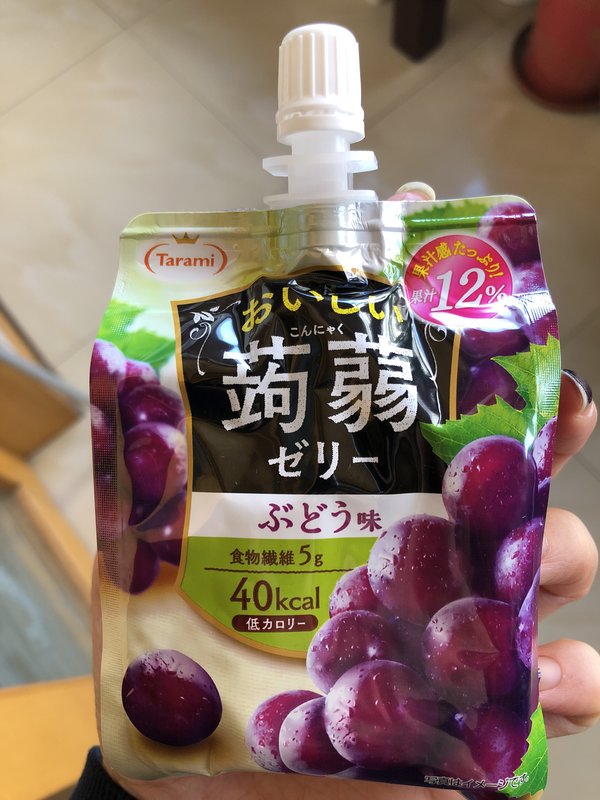 Tarami
果汁感たっぷり!
果汁12%
おいしい
こんにゃく
蒟蒻
ゼリー
ぶどう味
食物繊維5g
40kcal
低カロリー
写真はイメージです。